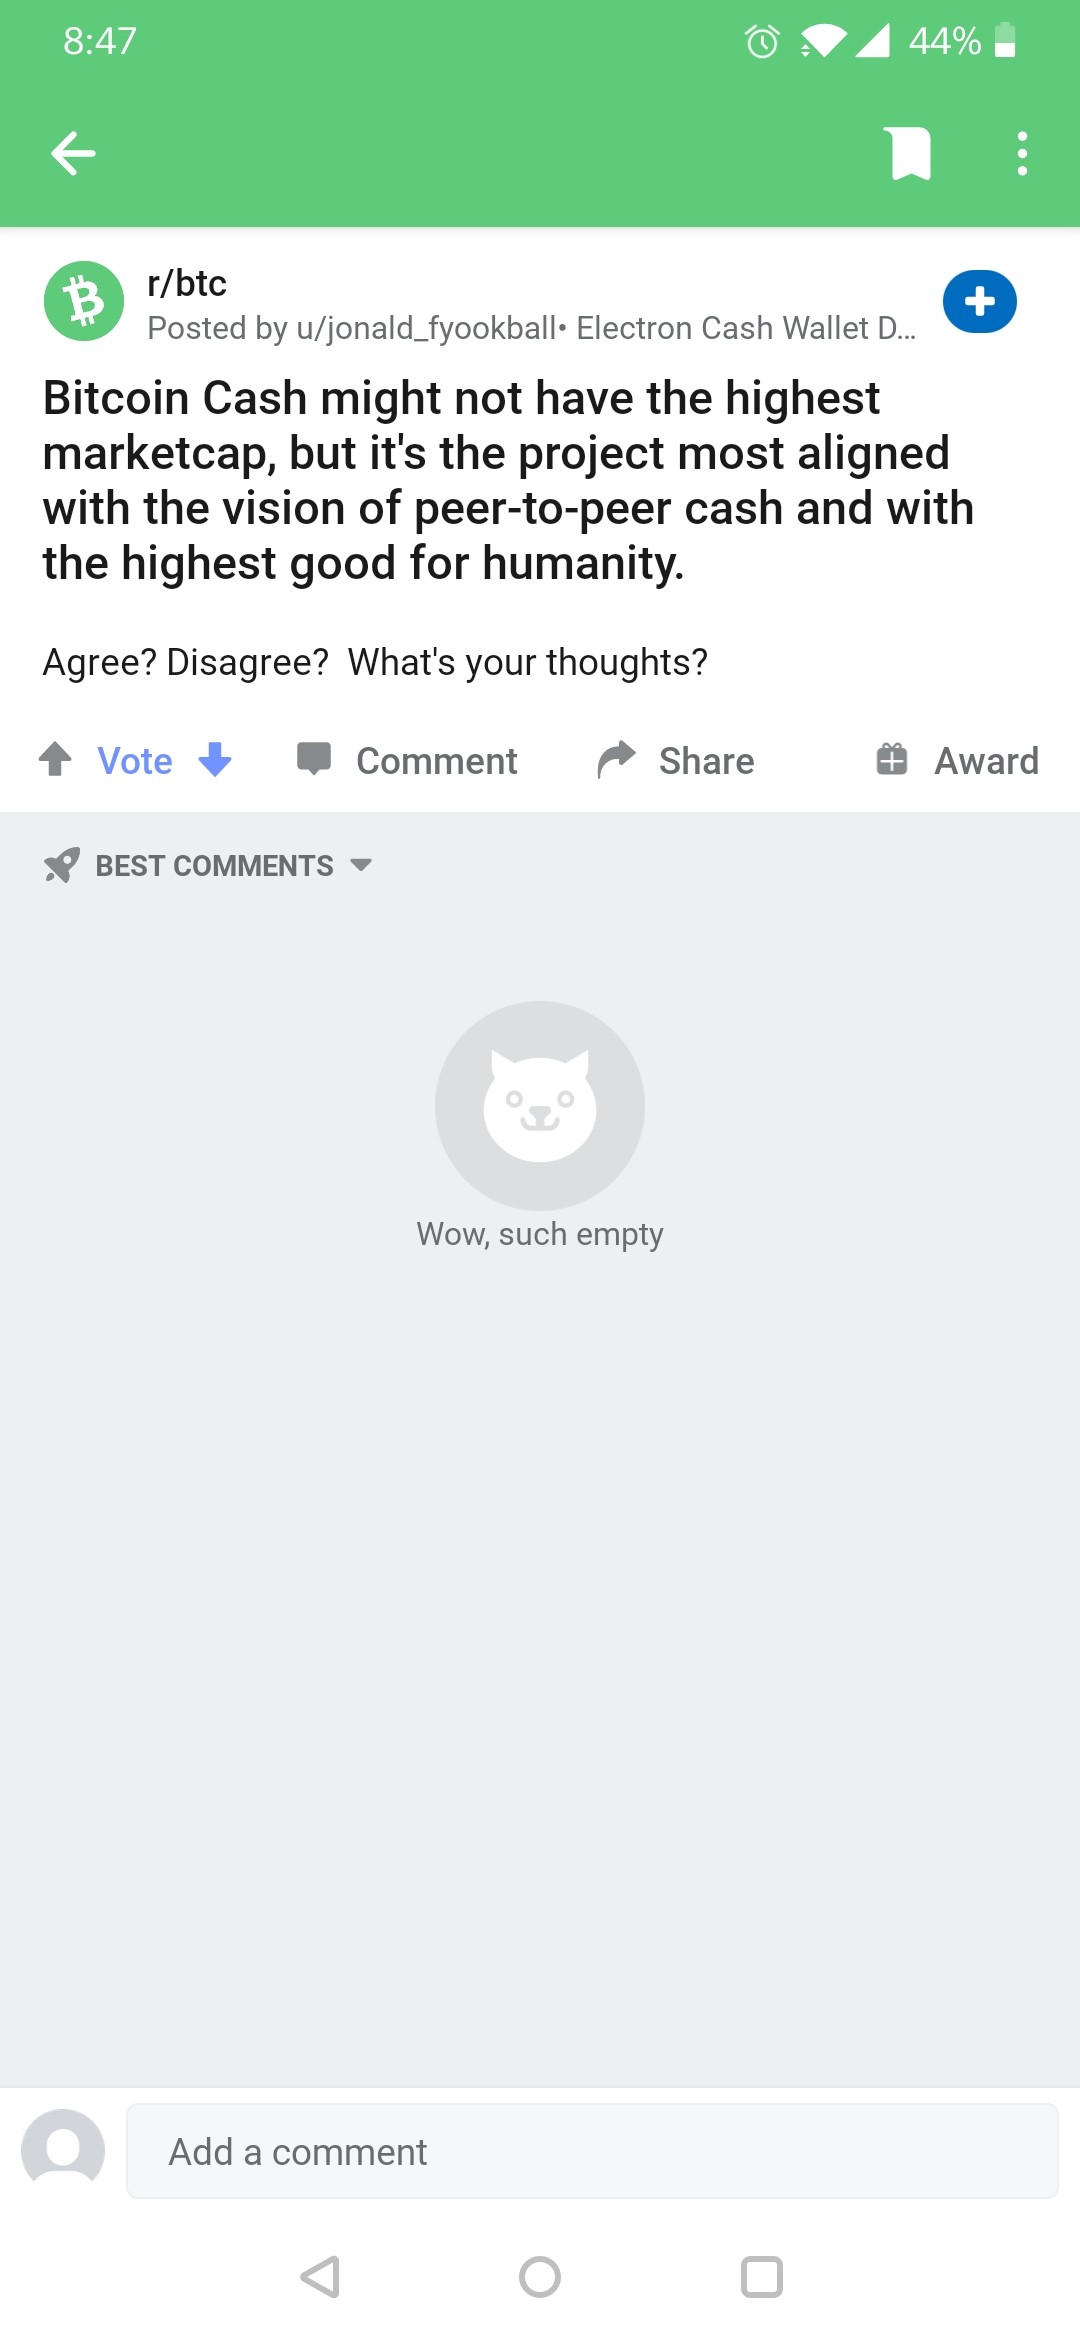 8:47
44%
r/btc
Posted by u/jonald_fyookball• Electron Cash Wallet D...
Bitcoin Cash might not have the highest
marketcap, but it's the project most aligned
with the vision of peer-to-peer cash and with
the highest good for humanity.
Agree? Disagree?  What's your thoughts?
Vote Comment Share Award
BEST COMMENTS
Wow, such empty
Add a comment